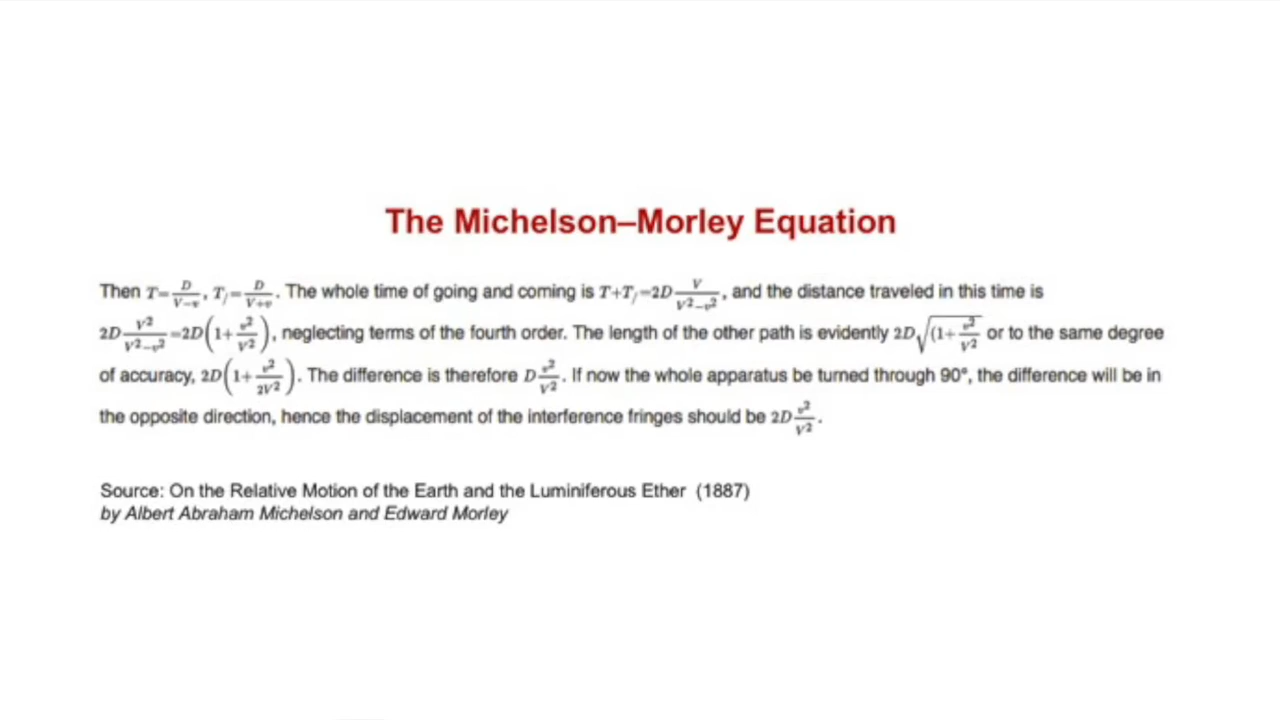 The Michelson–Morley Equation
Then T=D/(V−v), T/=D/(V+v). The whole time of going and coming is T+T/=2D V/(V²−v²), and the distance traveled in this time is
2D V²/(V²−v²)=2D(1+v²/V²), neglecting terms of the fourth order. The length of the other path is evidently 2D√(1+v²/V² or to the same degree
of accuracy, 2D(1+v²/2V²). The difference is therefore D v²/V². If now the whole apparatus be turned through 90°, the difference will be in
the opposite direction, hence the displacement of the interference fringes should be 2D v²/V².
Source: On the Relative Motion of the Earth and the Luminiferous Ether (1887)
by Albert Abraham Michelson and Edward Morley